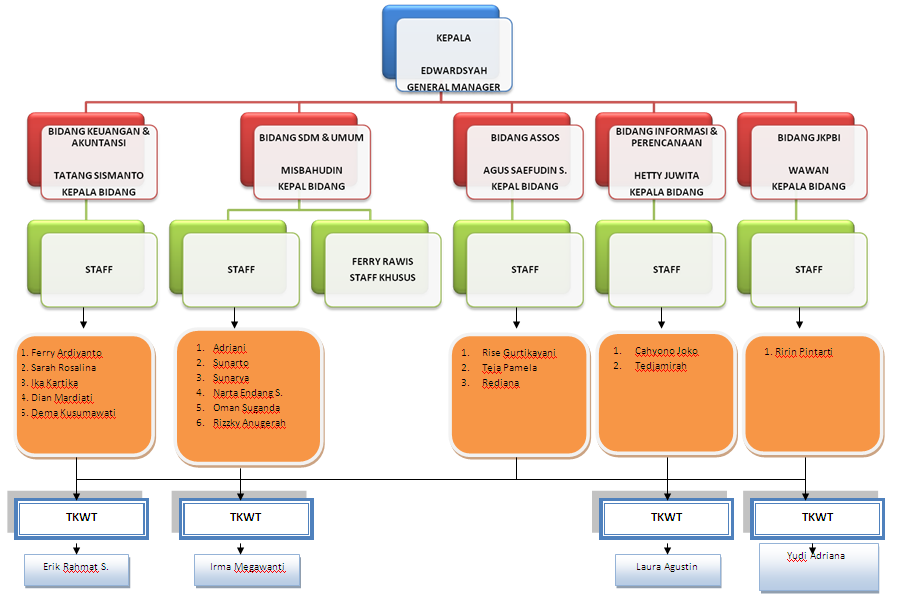 KEPALA
EDWARDSYAH
GENERAL MANAGER
BIDANG KEUANGAN &
AKUNTANSI
TATANG SISMANTO
KEPALA BIDANG
BIDANG SDM & UMUM
MISBAHUDIN
KEPAL BIDANG
BIDANG ASSOS
AGUS SAEFUDIN S.
KEPAL BIDANG
BIDANG INFORMASI &
PERENCANAAN
HETTY JUWITA
KEPALA BIDANG
BIDANG JKPBI
WAWAN
KEPALA BIDANG
STAFF
STAFF
FERRY RAWIS
STAFF KHUSUS
STAFF
STAFF
STAFF
1. Ferry Ardiyanto
2. Sarah Rosalina
3. Ika Kartika
4. Dian Mardiati
5. Dema Kusumawati
1. Adriani
2. Sunarto
3. Sunarya
4. Narta Endang S.
5. Oman Suganda
6. Rizzky Anugerah
1. Rise Gurtikayani
2. Teja Pamela
3. Rediana
1. Cahyono Joko
2. Tedjamirah
1. Ririn Pintarti
TKWT
TKWT
TKWT
TKWT
Erik Rahmat S.
Irma Megawanti
Laura Agustin
Yudi Adriana